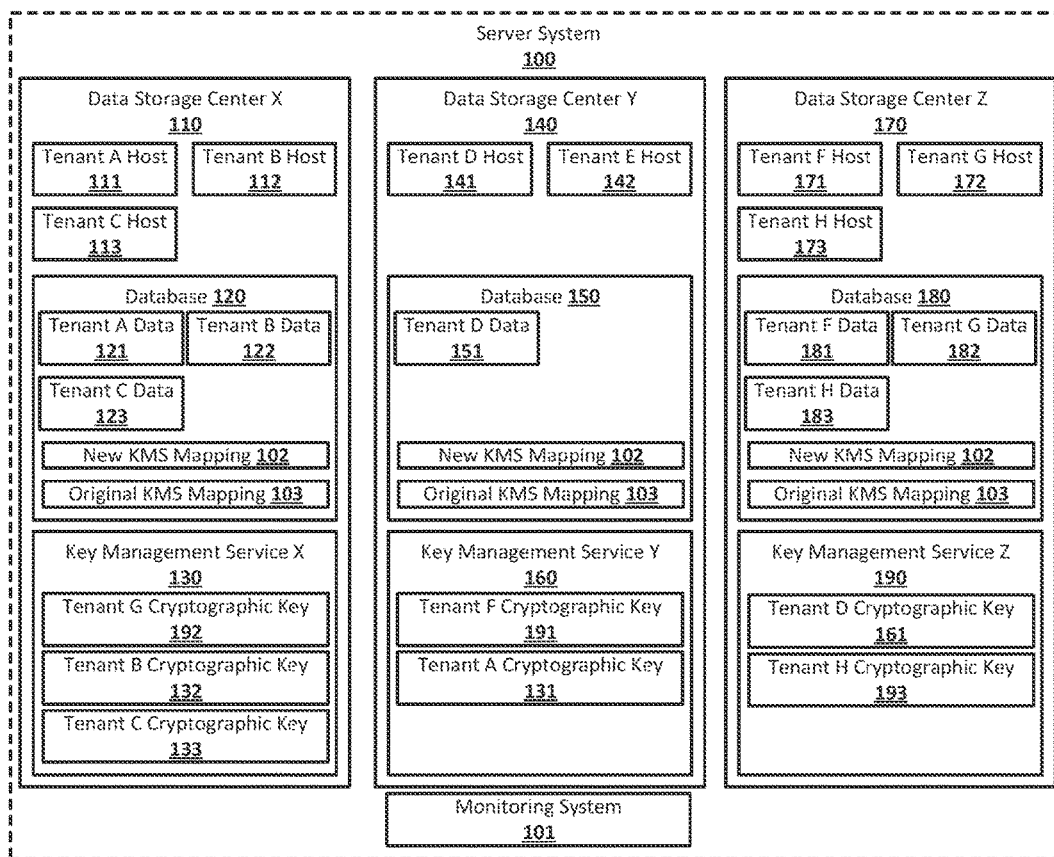 Server System
100
Data Storage Center X
110
Tenant A Host
111
Tenant B Host
112
Tenant C Host
113
Database 120
Tenant A Data
121
Tenant B Data
122
Tenant C Data
123
New KMS Mapping 102
Original KMS Mapping 103
Key Management Service X
130
Tenant G Cryptographic Key
192
Tenant B Cryptographic Key
132
Tenant C Cryptographic Key
133
Data Storage Center Y
140
Tenant D Host
141
Tenant E Host
142
Database 150
Tenant D Data
151
New KMS Mapping 102
Original KMS Mapping 103
Key Management Service Y
160
Tenant F Cryptographic Key
191
Tenant A Cryptographic Key
131
Data Storage Center Z
170
Tenant F Host
171
Tenant G Host
172
Tenant H Host
173
Database 180
Tenant F Data
181
Tenant G Data
182
Tenant H Data
183
New KMS Mapping 102
Original KMS Mapping 103
Key Management Service Z
190
Tenant D Cryptographic Key
161
Tenant H Cryptographic Key
193
Monitoring System
101